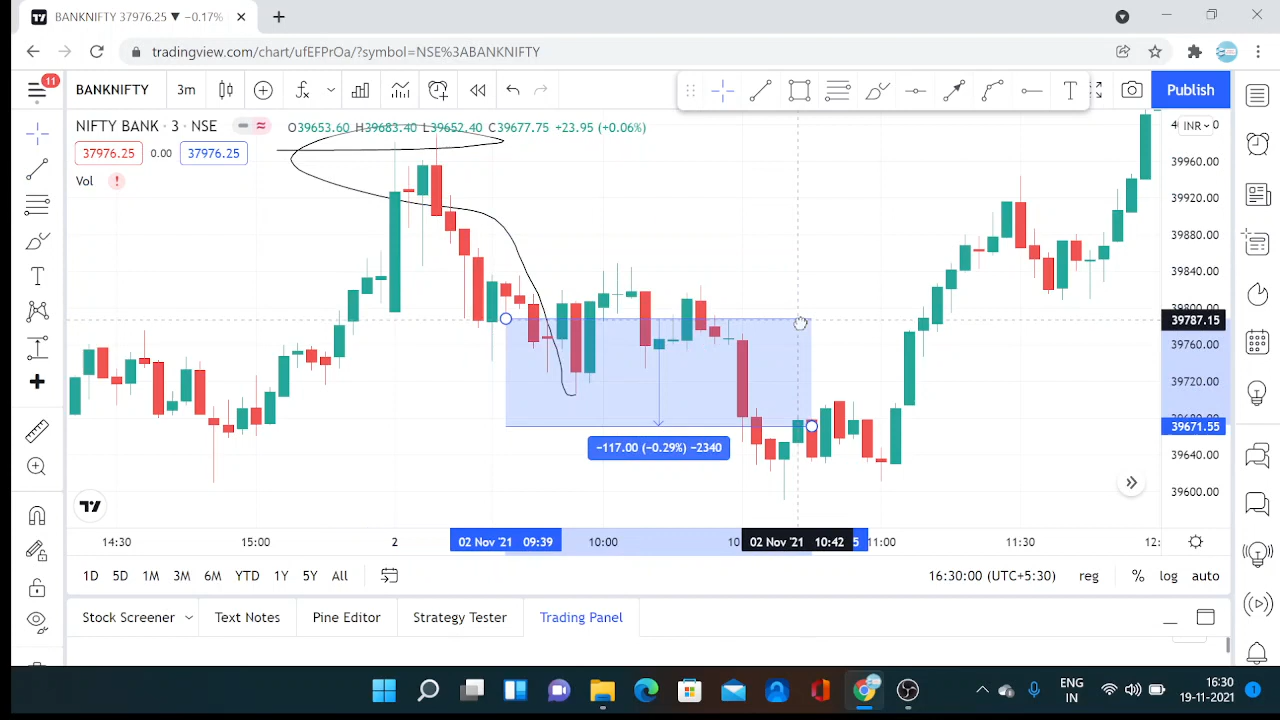 BANKNIFTY 37976.25 ▼ −0.17%
tradingview.com/chart/ufEFPrOa/?symbol=NSE%3ABANKNIFTY
11
BANKNIFTY
3m
Publish
NIFTY BANK · 3 · NSE
O39653.60 H39683.40 L39652.40 C39677.75 +23.95 (+0.06%)
INR
37976.25
0.00
37976.25
Vol
39960.00
39920.00
39880.00
39840.00
39800.00
39787.15
39760.00
39720.00
39671.55
39640.00
39600.00
−117.00 (−0.29%) −2340
14:30
15:00
2
02 Nov '21 09:39
10:00
02 Nov '21 10:42
11:00
11:30
12:
1D 5D 1M 3M 6M YTD 1Y 5Y All
16:30:00 (UTC+5:30)
reg
%
log
auto
Stock Screener
Text Notes
Pine Editor
Strategy Tester
Trading Panel
ENG
IN
16:30
19-11-2021
1